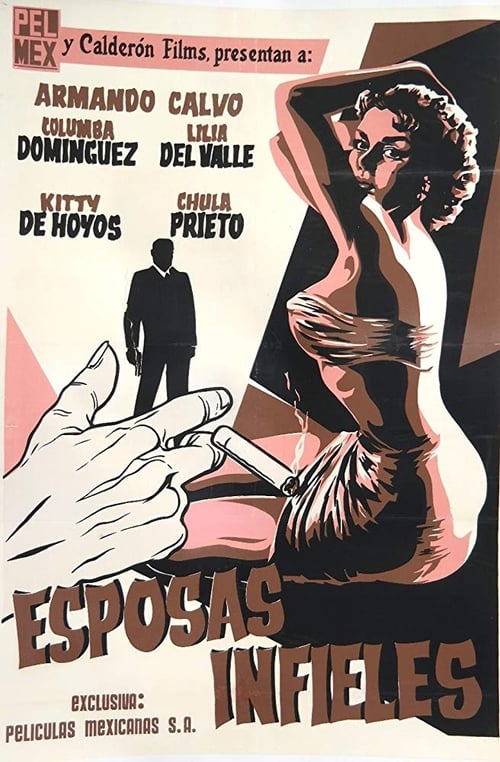 PEL
MEX
y Calderón Films, presentan a:
ARMANDO CALVO
COLUMBA
DOMINGUEZ
LILIA
DEL VALLE
KITTY
DE HOYOS
CHULA
PRIETO
ESPOSAS
INFIELES
EXCLUSIVA:
PELICULAS MEXICANAS S.A.